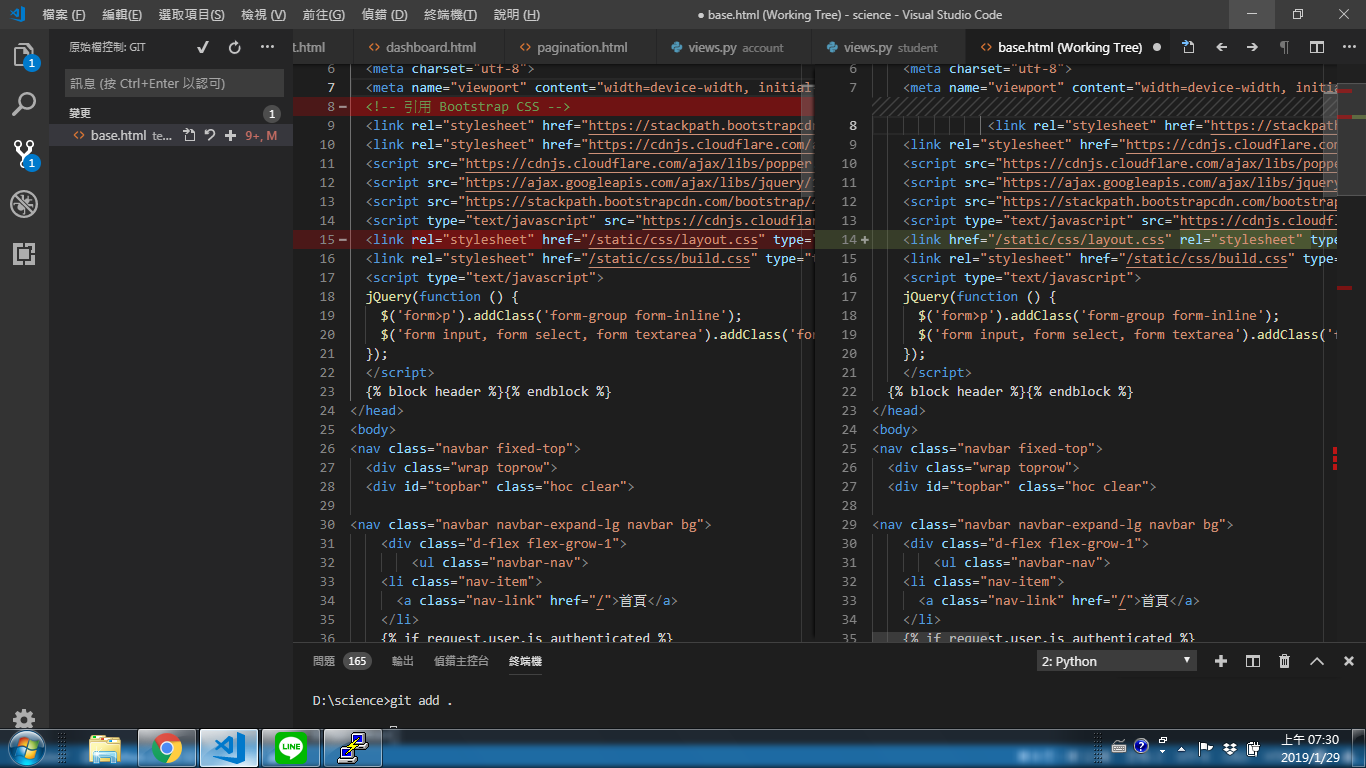 檔案 (F) 編輯(E) 選取項目(S) 檢視 (V) 前往(G) 偵錯 (D) 終端機(T) 說明 (H) ● base.html (Working Tree) - science - Visual Studio Code
原始檔控制: GIT
t.html dashboard.html pagination.html views.py account views.py student base.html (Working Tree) ●
訊息 (按 Ctrl+Enter 以認可)
變更 1
base.html te... 9+, M
1
1
6 <meta charset="utf-8">
7 <meta name="viewport" content="width=device-width, initial
8 − <!-- 引用 Bootstrap CSS -->
9 <link rel="stylesheet" href="https://stackpath.bootstrapcdn
10 <link rel="stylesheet" href="https://cdnjs.cloudflare.com/a
11 <script src="https://cdnjs.cloudflare.com/ajax/libs/popper
12 <script src="https://ajax.googleapis.com/ajax/libs/jquery/
13 <script src="https://stackpath.bootstrapcdn.com/bootstrap/4
14 <script type="text/javascript" src="https://cdnjs.cloudflar
15 − <link rel="stylesheet" href="/static/css/layout.css" type=
16 <link rel="stylesheet" href="/static/css/build.css" type="t
17 <script type="text/javascript">
18 jQuery(function () {
19 $('form>p').addClass('form-group form-inline');
20 $('form input, form select, form textarea').addClass('for
21 });
22 </script>
23 {% block header %}{% endblock %}
24 </head>
25 <body>
26 <nav class="navbar fixed-top">
27 <div class="wrap toprow">
28 <div id="topbar" class="hoc clear">
29
30 <nav class="navbar navbar-expand-lg navbar bg">
31 <div class="d-flex flex-grow-1">
32 <ul class="navbar-nav">
33 <li class="nav-item">
34 <a class="nav-link" href="/">首頁</a>
35 </li>
36 {% if request.user.is_authenticated %}
6 <meta charset="utf-8">
7 <meta name="viewport" content="width=device-width, initia
8 <link rel="stylesheet" href="https://stackpath
9 <link rel="stylesheet" href="https://cdnjs.cloudflare.com
10 <script src="https://cdnjs.cloudflare.com/ajax/libs/poppe
11 <script src="https://ajax.googleapis.com/ajax/libs/jquery
12 <script src="https://stackpath.bootstrapcdn.com/bootstrap
13 <script type="text/javascript" src="https://cdnjs.cloudfl
14 + <link href="/static/css/layout.css" rel="stylesheet" type
15 <link rel="stylesheet" href="/static/css/build.css" type=
16 <script type="text/javascript">
17 jQuery(function () {
18 $('form>p').addClass('form-group form-inline');
19 $('form input, form select, form textarea').addClass('f
20 });
21 </script>
22 {% block header %}{% endblock %}
23 </head>
24 <body>
25 <nav class="navbar fixed-top">
26 <div class="wrap toprow">
27 <div id="topbar" class="hoc clear">
28
29 <nav class="navbar navbar-expand-lg navbar bg">
30 <div class="d-flex flex-grow-1">
31 <ul class="navbar-nav">
32 <li class="nav-item">
33 <a class="nav-link" href="/">首頁</a>
34 </li>
35 {% if request.user.is_authenticated %}
問題 165 輸出 偵錯主控台 終端機 2: Python
D:\science>git add .
LINE
上午 07:30
2019/1/29